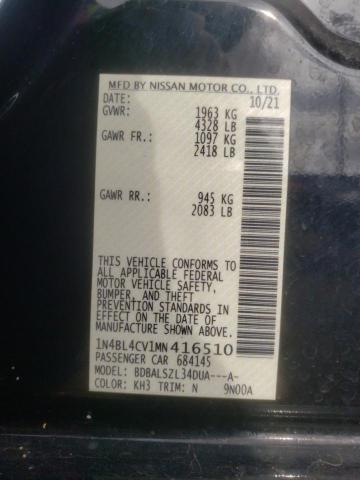 MFD BY NISSAN MOTOR CO., LTD.
DATE: 10/21
GVWR: 1963 KG
4328 LB
GAWR FR.: 1097 KG
2418 LB
GAWR RR.: 945 KG
2083 LB
THIS VEHICLE CONFORMS TO
ALL APPLICABLE FEDERAL
MOTOR VEHICLE SAFETY,
BUMPER, AND THEFT
PREVENTION STANDARDS IN
EFFECT ON THE DATE OF
MANUFACTURE SHOWN ABOVE.
1N4BL4CV1MN416510
PASSENGER CAR 684145
MODEL: BDBALSZL34DUA---A-
COLOR: KH3 TRIM: N 9N00A